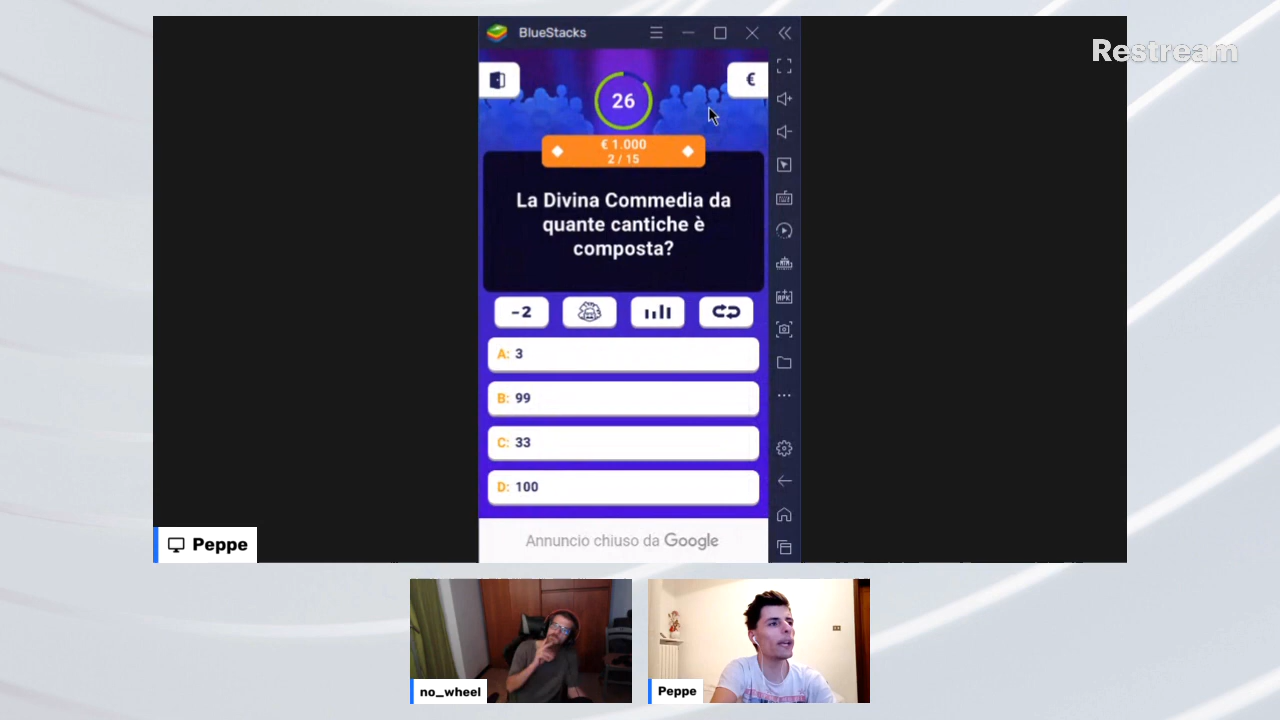 BlueStacks
Restream
€
26
€ 1.000
2 / 15
La Divina Commedia da
quante cantiche è
composta?
-2
A: 3
B: 99
C: 33
D: 100
Annuncio chiuso da Google
Peppe
no_wheel
Peppe